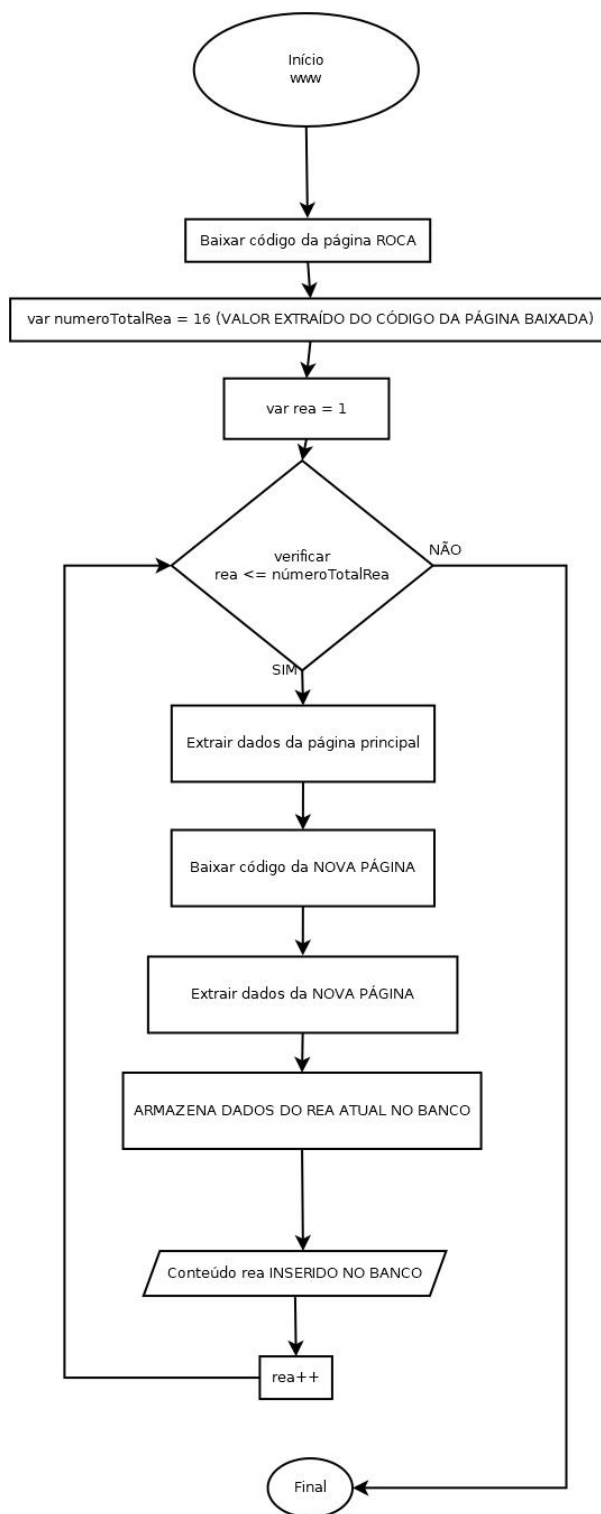 Início
www
Baixar código da página ROCA
var numeroTotalRea = 16 (VALOR EXTRAÍDO DO CÓDIGO DA PÁGINA BAIXADA)
var rea = 1
verificar
rea <= númeroTotalRea
NÃO
SIM
Extrair dados da página principal
Baixar código da NOVA PÁGINA
Extrair dados da NOVA PÁGINA
ARMAZENA DADOS DO REA ATUAL NO BANCO
Conteúdo rea INSERIDO NO BANCO
rea++
Final